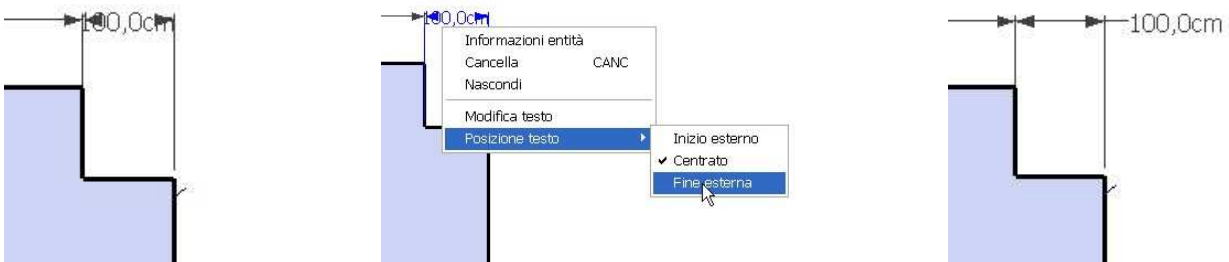 100,0cm
100,0cm
Informazioni entità
Cancella CANC
Nascondi
Modifica testo
Posizione testo
Inizio esterno
Centrato
Fine esterna
100,0cm